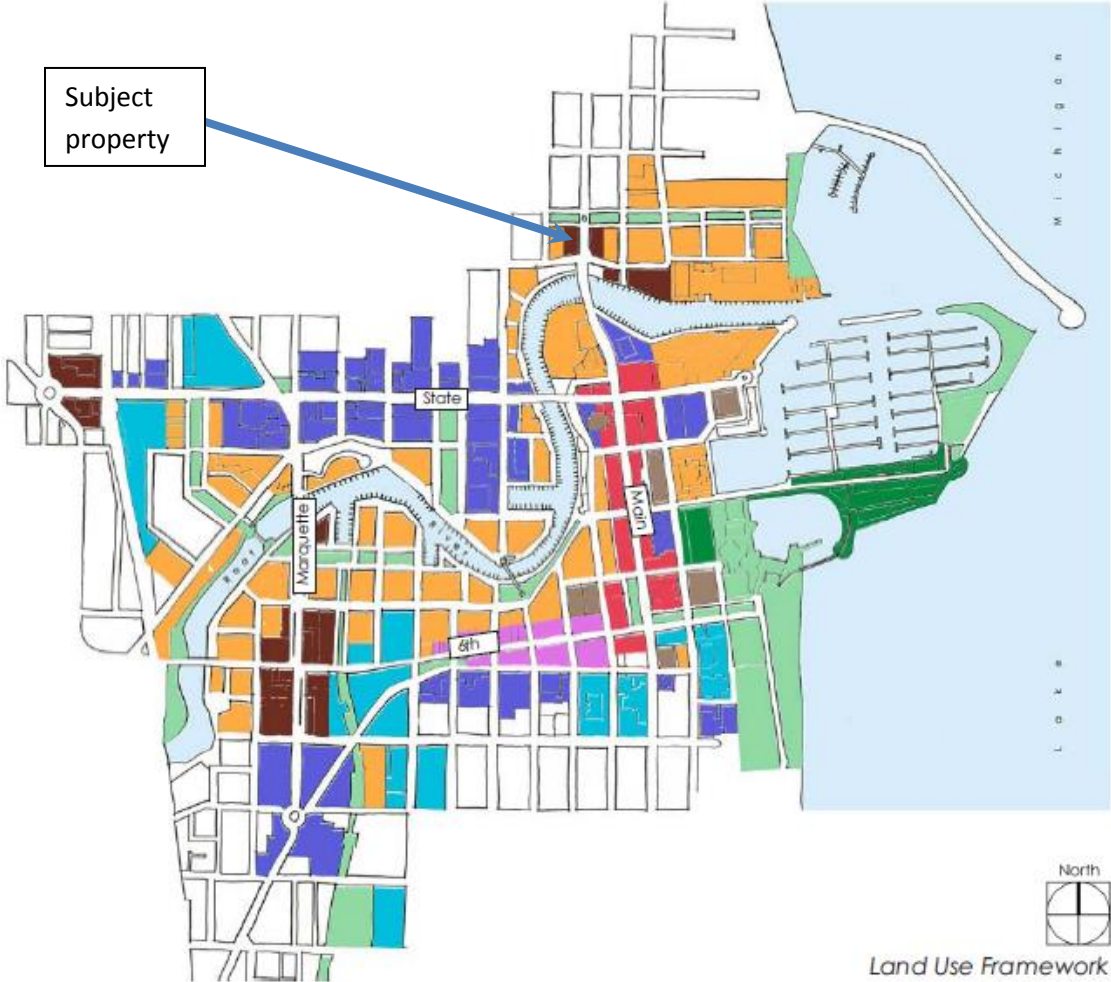 Subject
property
Michigan
State
Main
Marquette
River
Root
6th
Lake
North
Land Use Framework